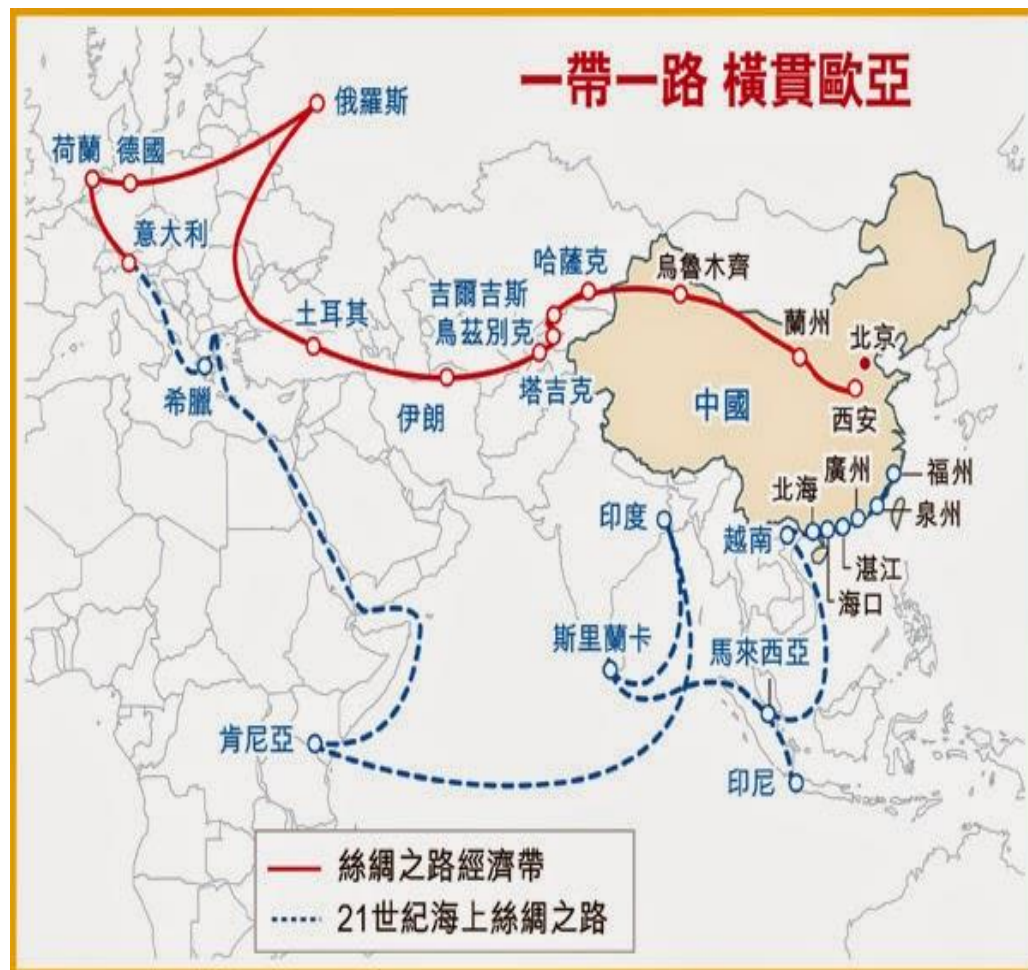 一帶一路 橫貫歐亞
俄羅斯
荷蘭
德國
意大利
哈薩克
烏魯木齊
吉爾吉斯
土耳其
鳥茲別克
蘭州
北京
塔吉克
希臘
伊朗
中國
西安
廣州
北海
福州
印度
越南
泉州
湛江
海口
斯里蘭卡
馬來西亞
肯尼亞
印尼
絲綢之路經濟帶
21世紀海上絲綢之路